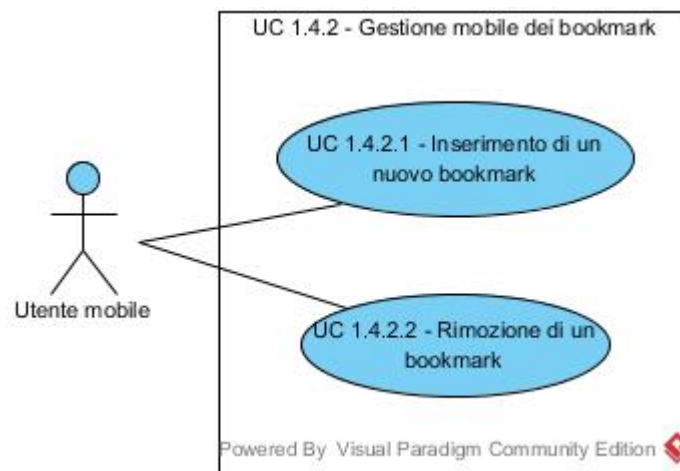 UC 1.4.2 - Gestione mobile dei bookmark
UC 1.4.2.1 - Inserimento di un
nuovo bookmark
Utente mobile
UC 1.4.2.2 - Rimozione di un
bookmark
Powered By Visual Paradigm Community Edition